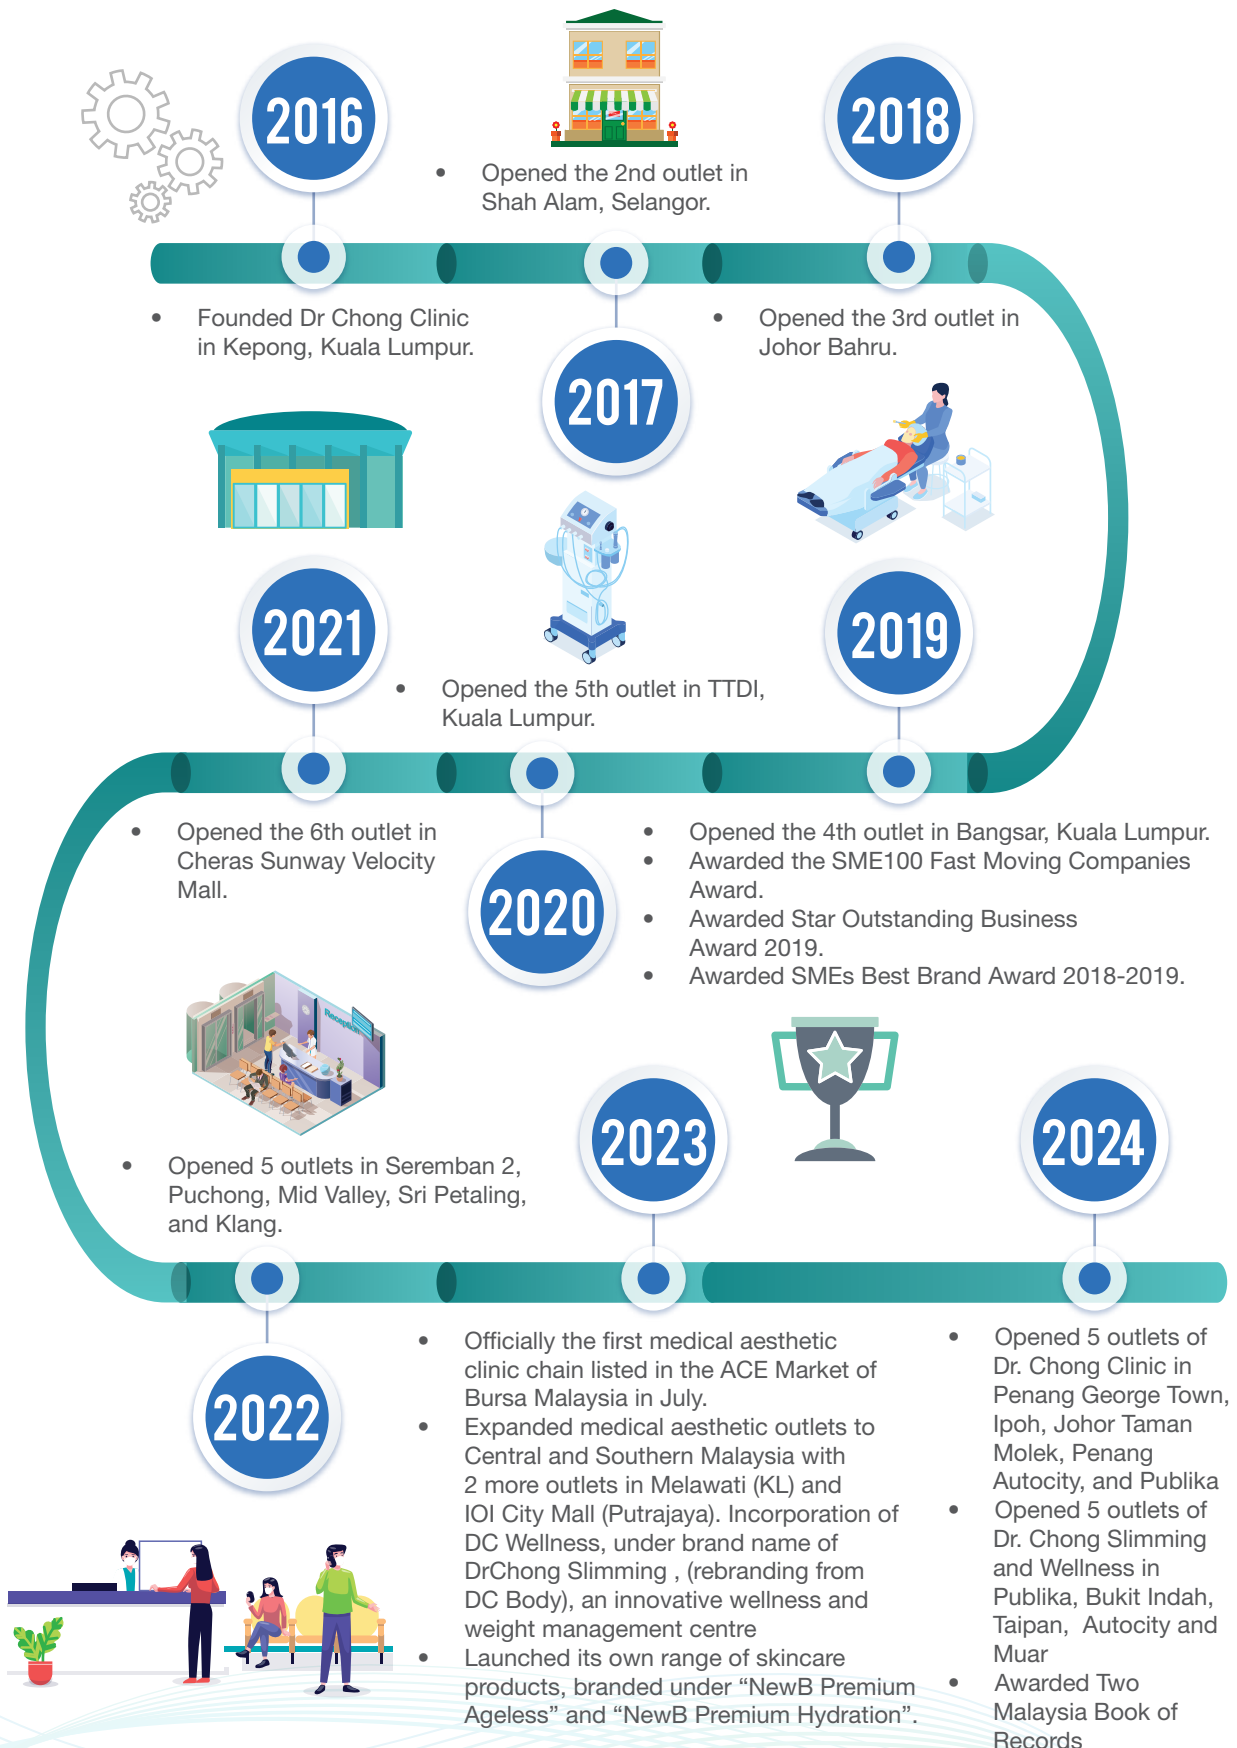 2016
• Founded Dr Chong Clinic
in Kepong, Kuala Lumpur.
2017
• Opened the 2nd outlet in
Shah Alam, Selangor.
2018
• Opened the 3rd outlet in
Johor Bahru.
2019
• Opened the 4th outlet in Bangsar, Kuala Lumpur.
• Awarded the SME100 Fast Moving Companies
Award.
• Awarded Star Outstanding Business
Award 2019.
• Awarded SMEs Best Brand Award 2018-2019.
2020
• Opened the 5th outlet in TTDI,
Kuala Lumpur.
2021
• Opened the 6th outlet in
Cheras Sunway Velocity
Mall.
Reception
2022
• Opened 5 outlets in Seremban 2,
Puchong, Mid Valley, Sri Petaling,
and Klang.
2023
• Officially the first medical aesthetic
clinic chain listed in the ACE Market of
Bursa Malaysia in July.
• Expanded medical aesthetic outlets to
Central and Southern Malaysia with
2 more outlets in Melawati (KL) and
IOI City Mall (Putrajaya). Incorporation of
DC Wellness, under brand name of
DrChong Slimming , (rebranding from
DC Body), an innovative wellness and
weight management centre
• Launched its own range of skincare
products, branded under “NewB Premium
Ageless” and “NewB Premium Hydration”.
2024
• Opened 5 outlets of
Dr. Chong Clinic in
Penang George Town,
Ipoh, Johor Taman
Molek, Penang
Autocity, and Publika
• Opened 5 outlets of
Dr. Chong Slimming
and Wellness in
Publika, Bukit Indah,
Taipan, Autocity and
Muar
• Awarded Two
Malaysia Book of
Records